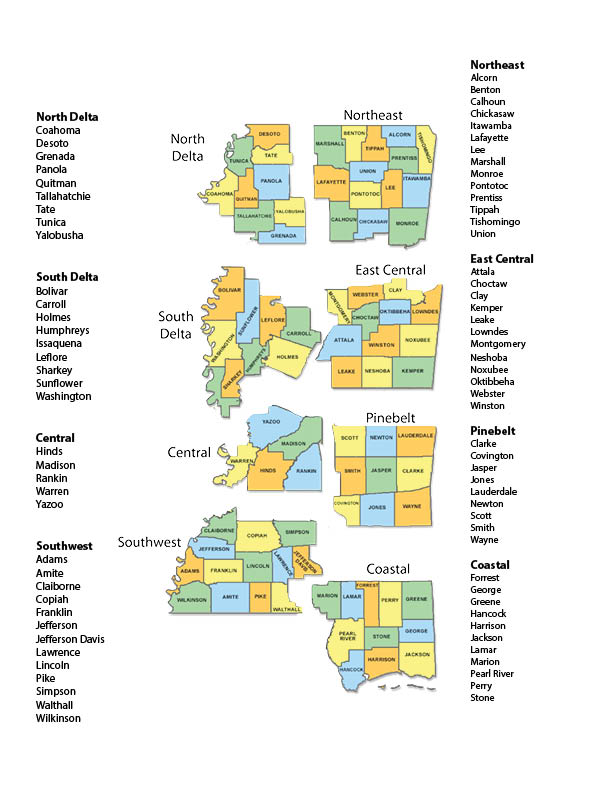 North Delta
Coahoma
Desoto
Grenada
Panola
Quitman
Tallahatchie
Tate
Tunica
Yalobusha
South Delta
Bolivar
Carroll
Holmes
Humphreys
Issaquena
Leflore
Sharkey
Sunflower
Washington
Central
Hinds
Madison
Rankin
Warren
Yazoo
Southwest
Adams
Amite
Claiborne
Copiah
Franklin
Jefferson
Jefferson Davis
Lawrence
Lincoln
Pike
Simpson
Walthall
Wilkinson
North
Delta
DESOTO
TUNICA
TATE
PANOLA
COAHOMA
QUITMAN
TALLAHATCHIE
YALOBUSHA
GRENADA
Northeast
MARSHALL
BENTON
TIPPAH
ALCORN
TISHOMINGO
PRENTISS
UNION
LAFAYETTE
PONTOTOC
LEE
ITAWAMBA
CALHOUN
CHICKASAW
MONROE
South
Delta
BOLIVAR
SUNFLOWER
LEFLORE
CARROLL
WASHINGTON
HUMPHREYS
HOLMES
SHARKEY
East Central
MONTGOMERY
WEBSTER
CLAY
CHOCTAW
OKTIBBEHA
LOWNDES
ATTALA
WINSTON
NOXUBEE
LEAKE
NESHOBA
KEMPER
Central
YAZOO
MADISON
WARREN
HINDS
RANKIN
Pinebelt
SCOTT
NEWTON
LAUDERDALE
SMITH
JASPER
CLARKE
COVINGTON
JONES
WAYNE
Southwest
CLAIBORNE
COPIAH
SIMPSON
JEFFERSON
ADAMS
FRANKLIN
LINCOLN
LAWRENCE
JEFFERSON
DAVIS
WILKINSON
AMITE
PIKE
WALTHALL
Coastal
MARION
LAMAR
FORREST
PERRY
GREENE
PEARL
RIVER
STONE
GEORGE
HANCOCK
HARRISON
JACKSON
Northeast
Alcorn
Benton
Calhoun
Chickasaw
Itawamba
Lafayette
Lee
Marshall
Monroe
Pontotoc
Prentiss
Tippah
Tishomingo
Union
East Central
Attala
Choctaw
Clay
Kemper
Leake
Lowndes
Montgomery
Neshoba
Noxubee
Oktibbeha
Webster
Winston
Pinebelt
Clarke
Covington
Jasper
Jones
Lauderdale
Newton
Scott
Smith
Wayne
Coastal
Forrest
George
Greene
Hancock
Harrison
Jackson
Lamar
Marion
Pearl River
Perry
Stone